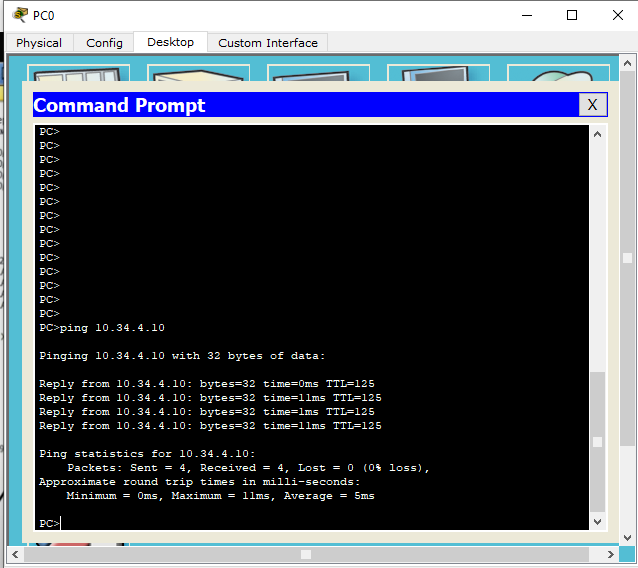 PC0
Physical Config Desktop Custom Interface
Command Prompt X
PC>
PC>
PC>
PC>
PC>
PC>
PC>
PC>
PC>
PC>
PC>
PC>
PC>
PC>
PC>ping 10.34.4.10
Pinging 10.34.4.10 with 32 bytes of data:
Reply from 10.34.4.10: bytes=32 time=0ms TTL=125
Reply from 10.34.4.10: bytes=32 time=11ms TTL=125
Reply from 10.34.4.10: bytes=32 time=1ms TTL=125
Reply from 10.34.4.10: bytes=32 time=11ms TTL=125
Ping statistics for 10.34.4.10:
Packets: Sent = 4, Received = 4, Lost = 0 (0% loss),
Approximate round trip times in milli-seconds:
Minimum = 0ms, Maximum = 11ms, Average = 5ms
PC>